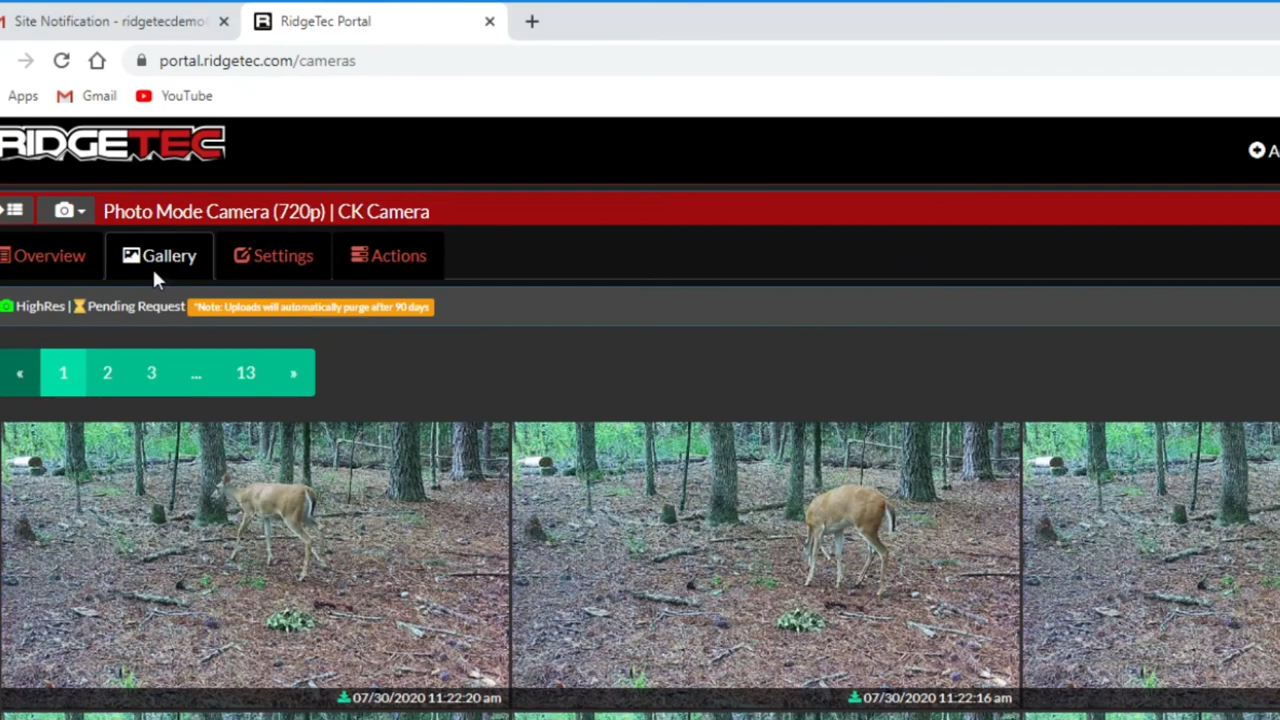 Site Notification - ridgetecdemo
RidgeTec Portal
portal.ridgetec.com/cameras
Apps Gmail YouTube
RIDGETEC
A
Photo Mode Camera (720p) | CK Camera
Overview Gallery Settings Actions
HighRes | Pending Request *Note: Uploads will automatically purge after 90 days
« 1 2 3 ... 13 »
07/30/2020 11:22:20 am 07/30/2020 11:22:16 am